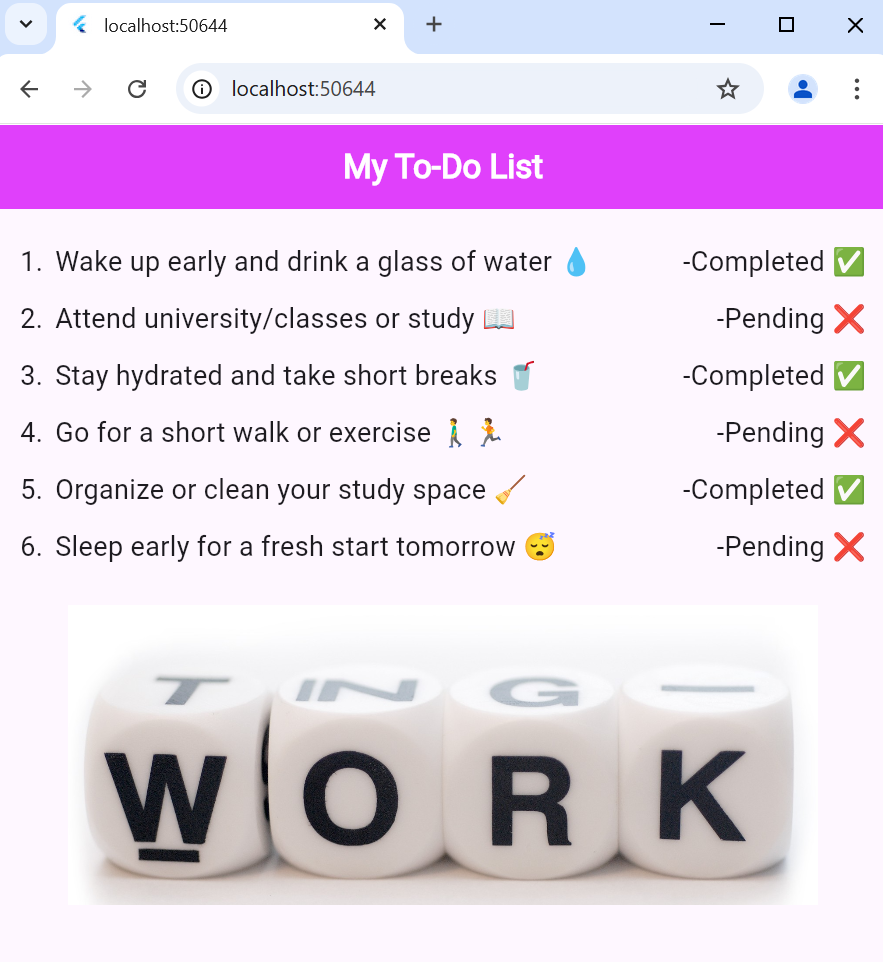 localhost:50644
localhost:50644
My To-Do List
1. Wake up early and drink a glass of water 💧 -Completed ✅
2. Attend university/classes or study 📖 -Pending ❌
3. Stay hydrated and take short breaks 🥤 -Completed ✅
4. Go for a short walk or exercise 🚶‍♂️🏃 -Pending ❌
5. Organize or clean your study space 🧹 -Completed ✅
6. Sleep early for a fresh start tomorrow 😴 -Pending ❌
T IN G –
WORK